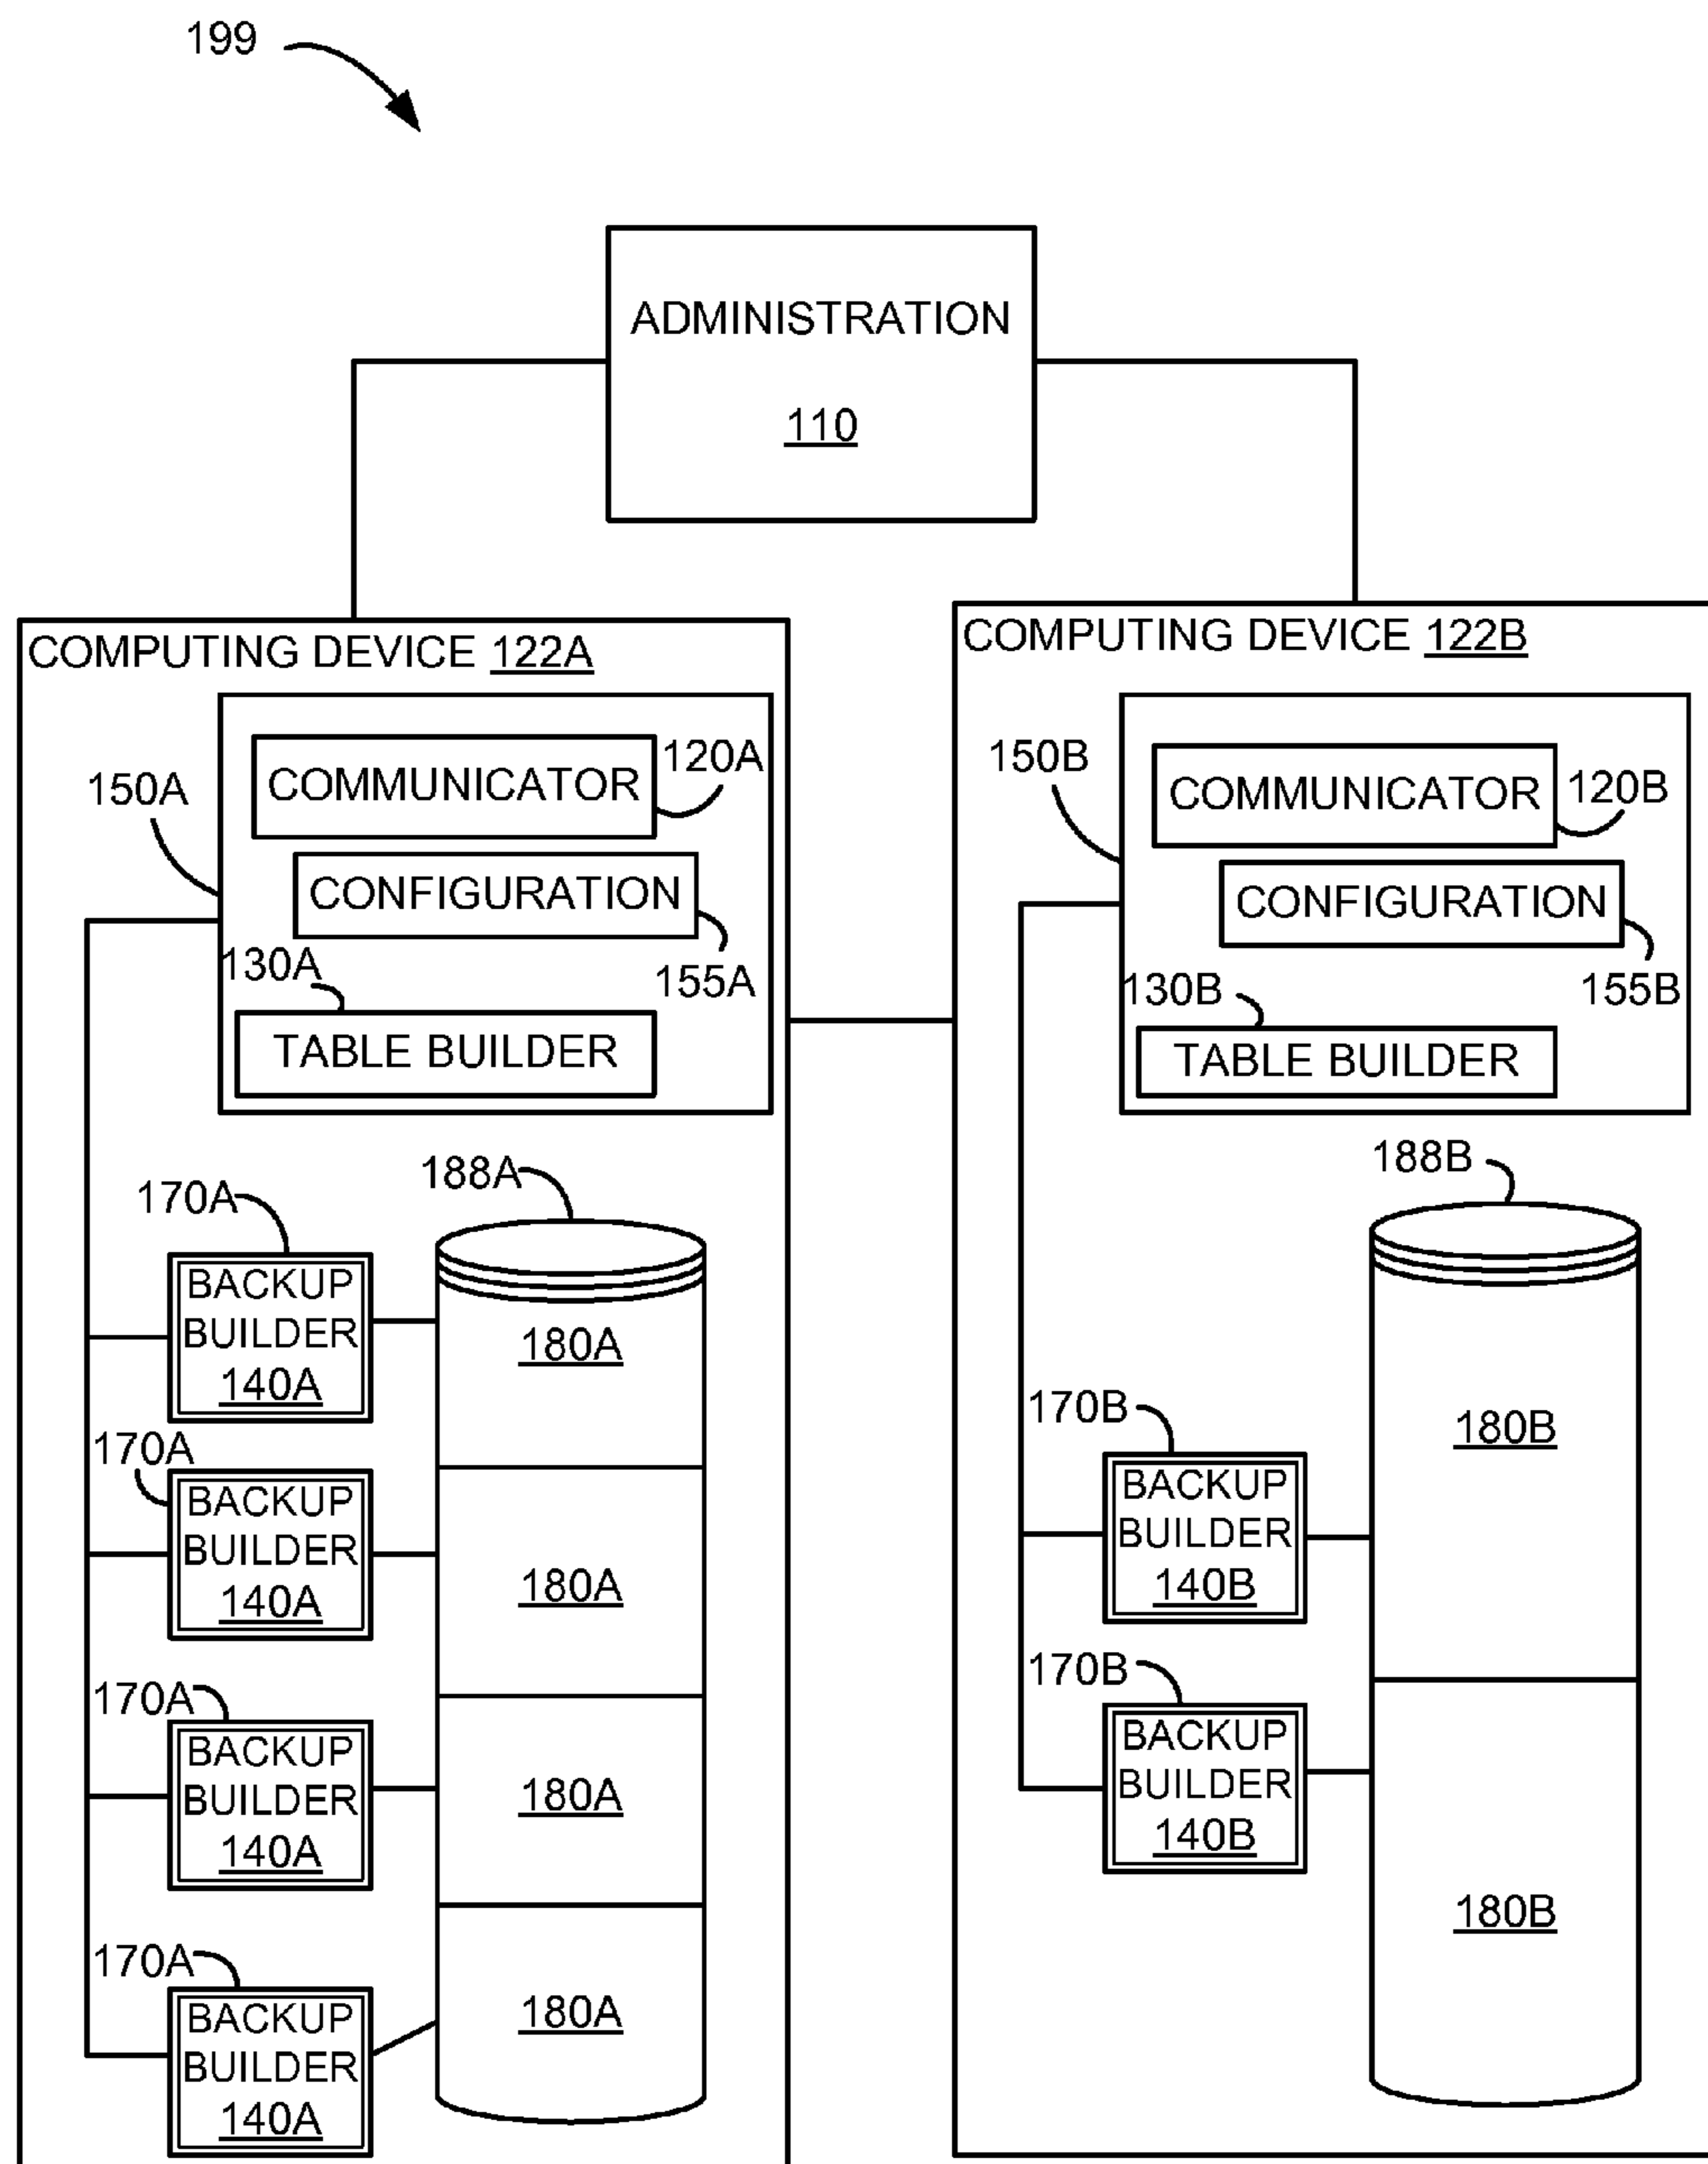 199
ADMINISTRATION
110
COMPUTING DEVICE 122A
150A
COMMUNICATOR
120A
CONFIGURATION
155A
130A
TABLE BUILDER
188A
170A
BACKUP
BUILDER
140A
180A
170A
BACKUP
BUILDER
140A
180A
170A
BACKUP
BUILDER
140A
180A
170A
BACKUP
BUILDER
140A
180A
COMPUTING DEVICE 122B
150B
COMMUNICATOR
120B
CONFIGURATION
155B
130B
TABLE BUILDER
188B
170B
BACKUP
BUILDER
140B
180B
170B
BACKUP
BUILDER
140B
180B